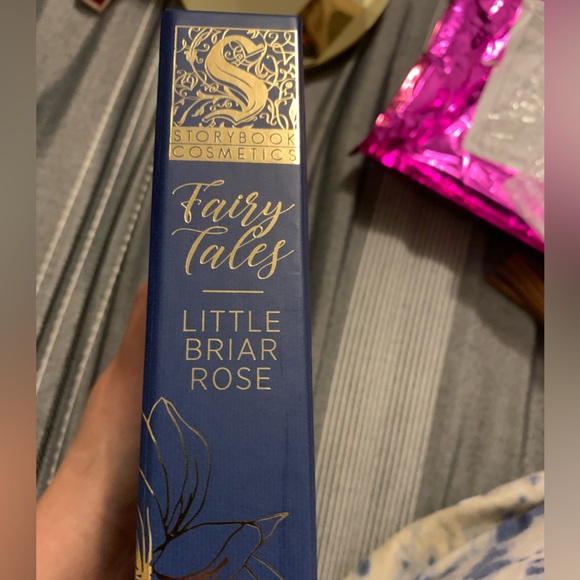 S
STORYBOOK
COSMETICS
Fairy
Tales
LITTLE
BRIAR
ROSE